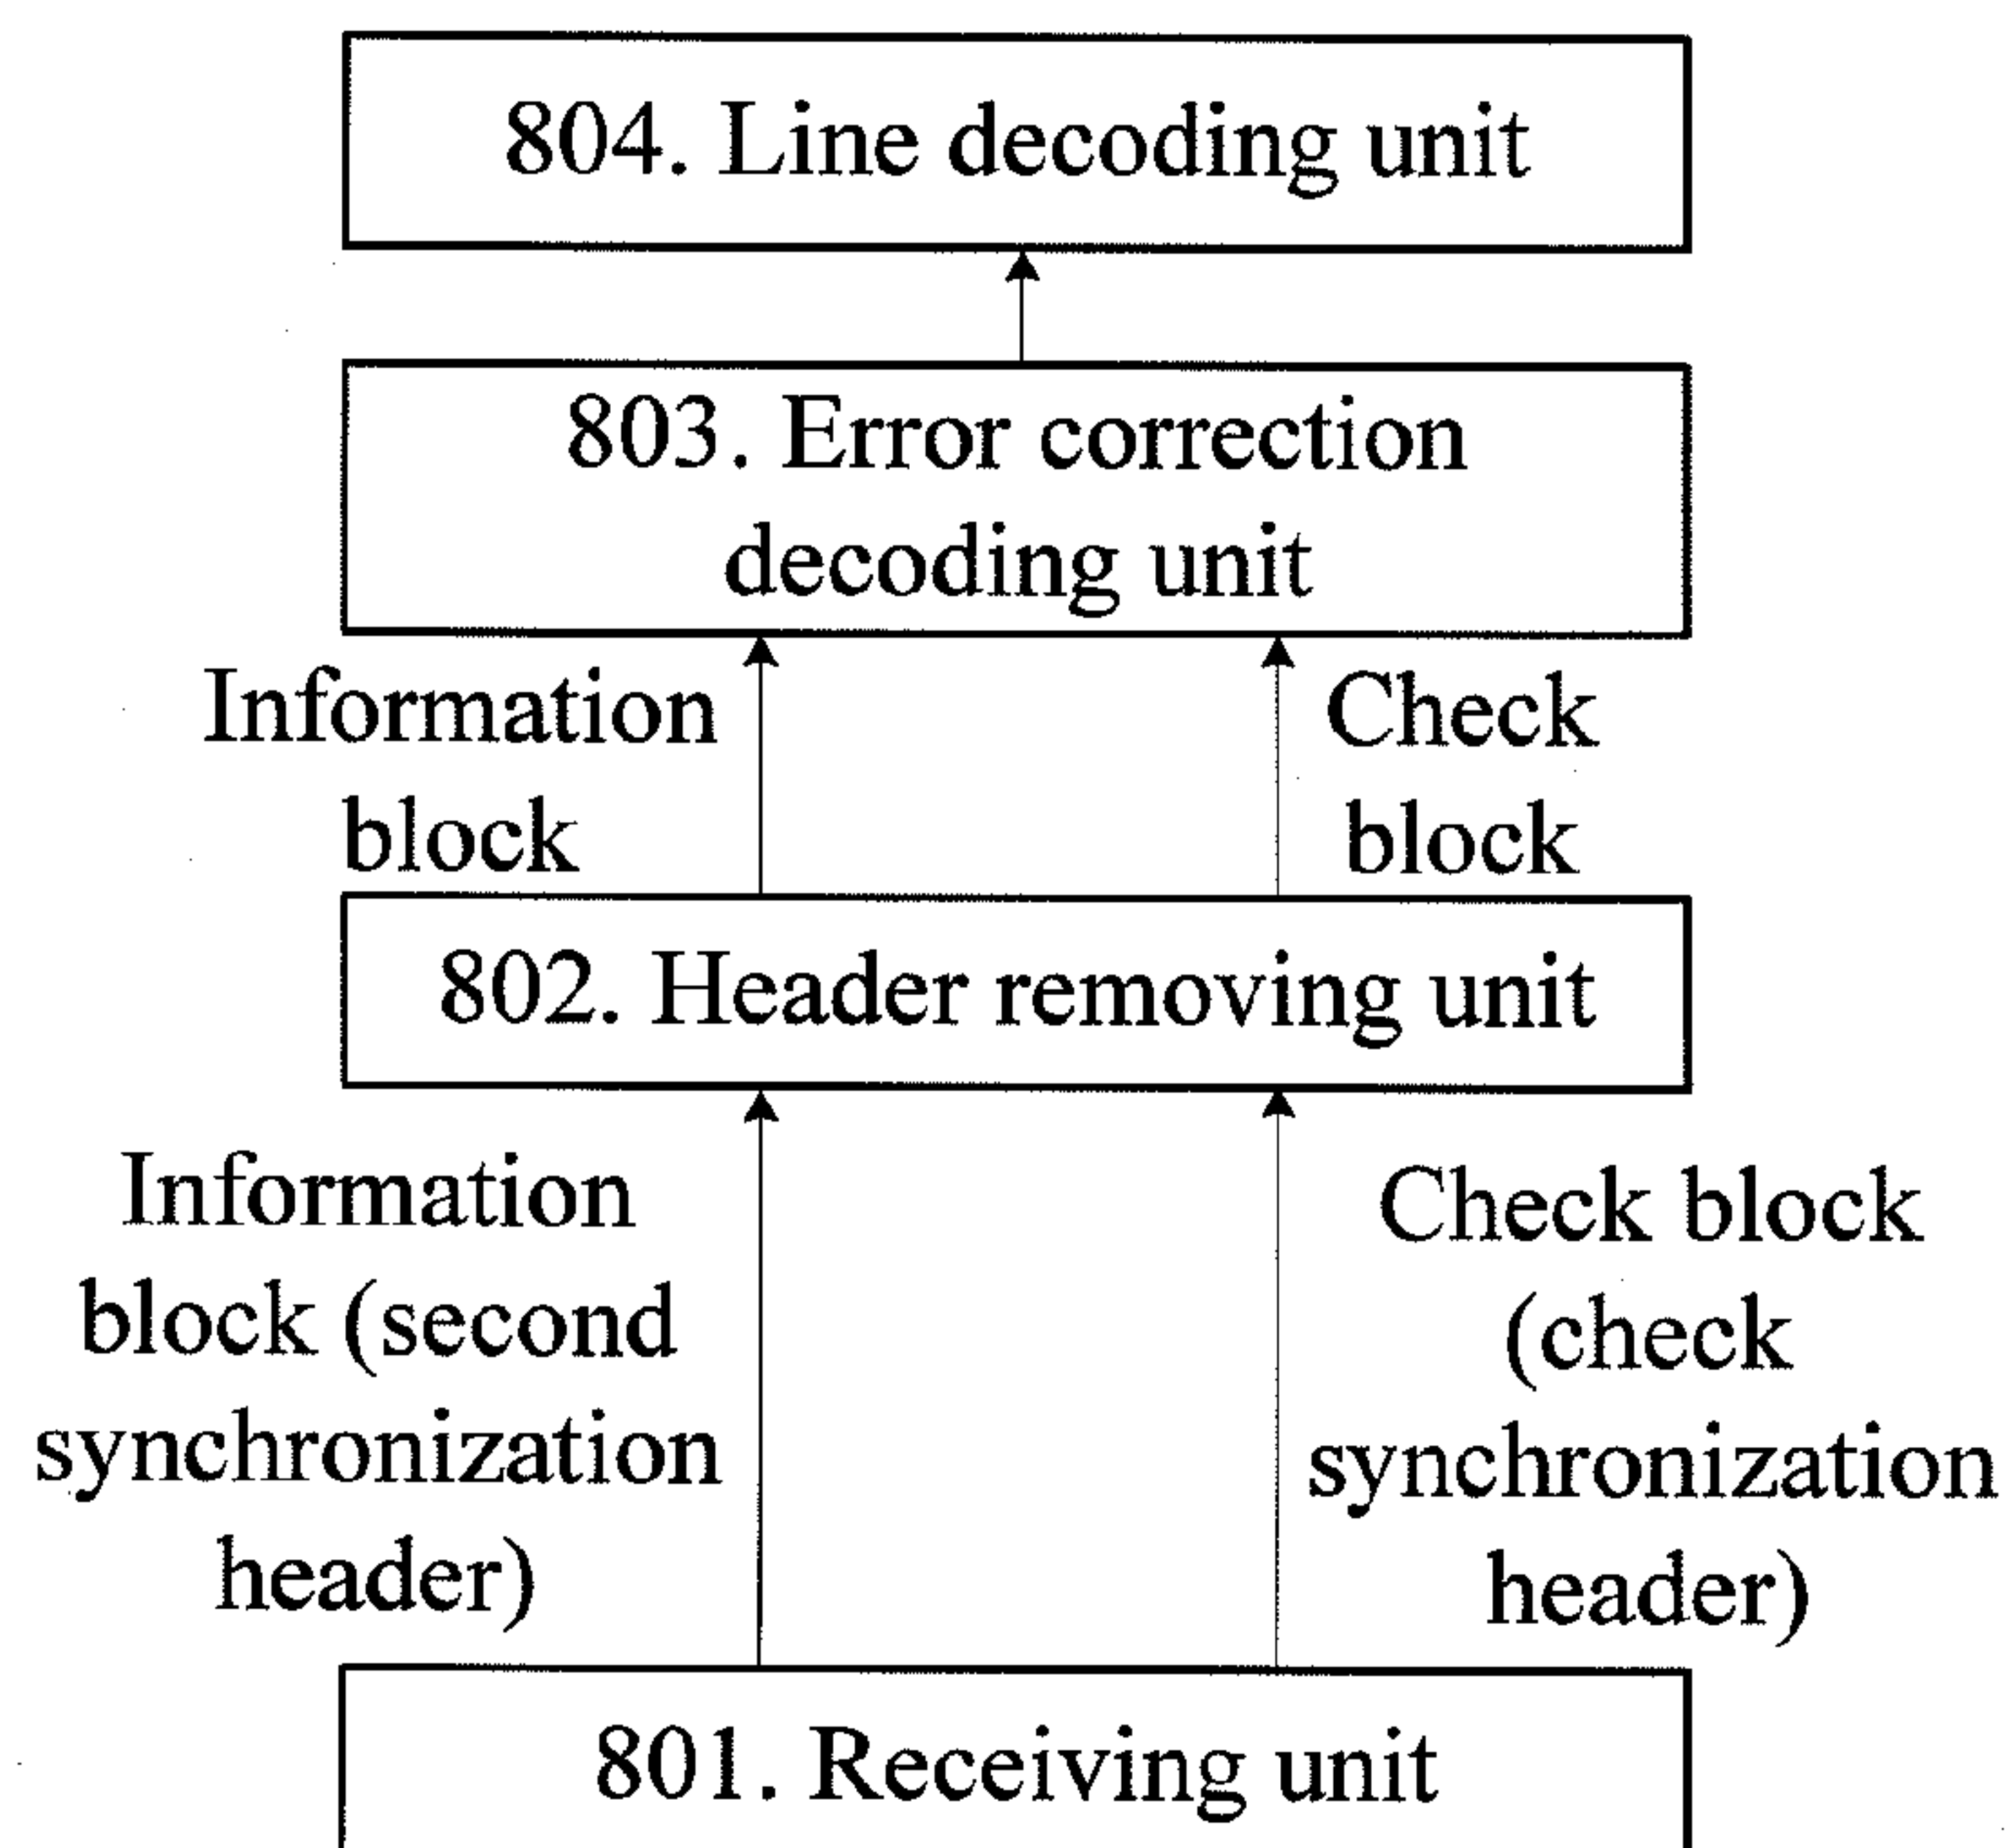 804. Line decoding unit
803. Error correction
decoding unit
Information
block
Check
block
802. Header removing unit
Information
block (second
synchronization
header)
Check block
(check
synchronization
header)
801. Receiving unit